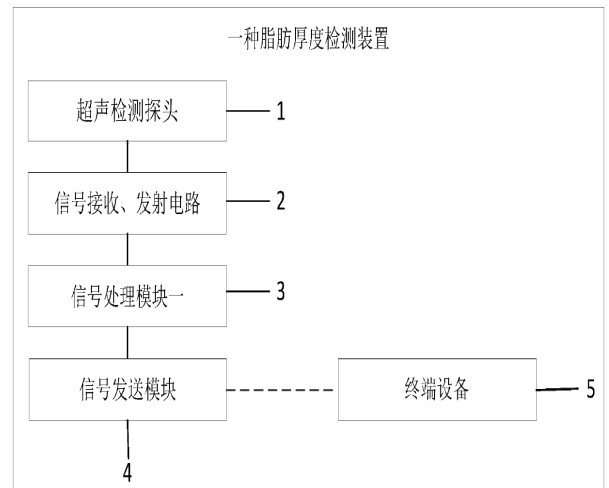 一种脂肪厚度检测装置
超声检测探头 1
信号接收、发射电路 2
信号处理模块一 3
信号发送模块 终端设备 5
4